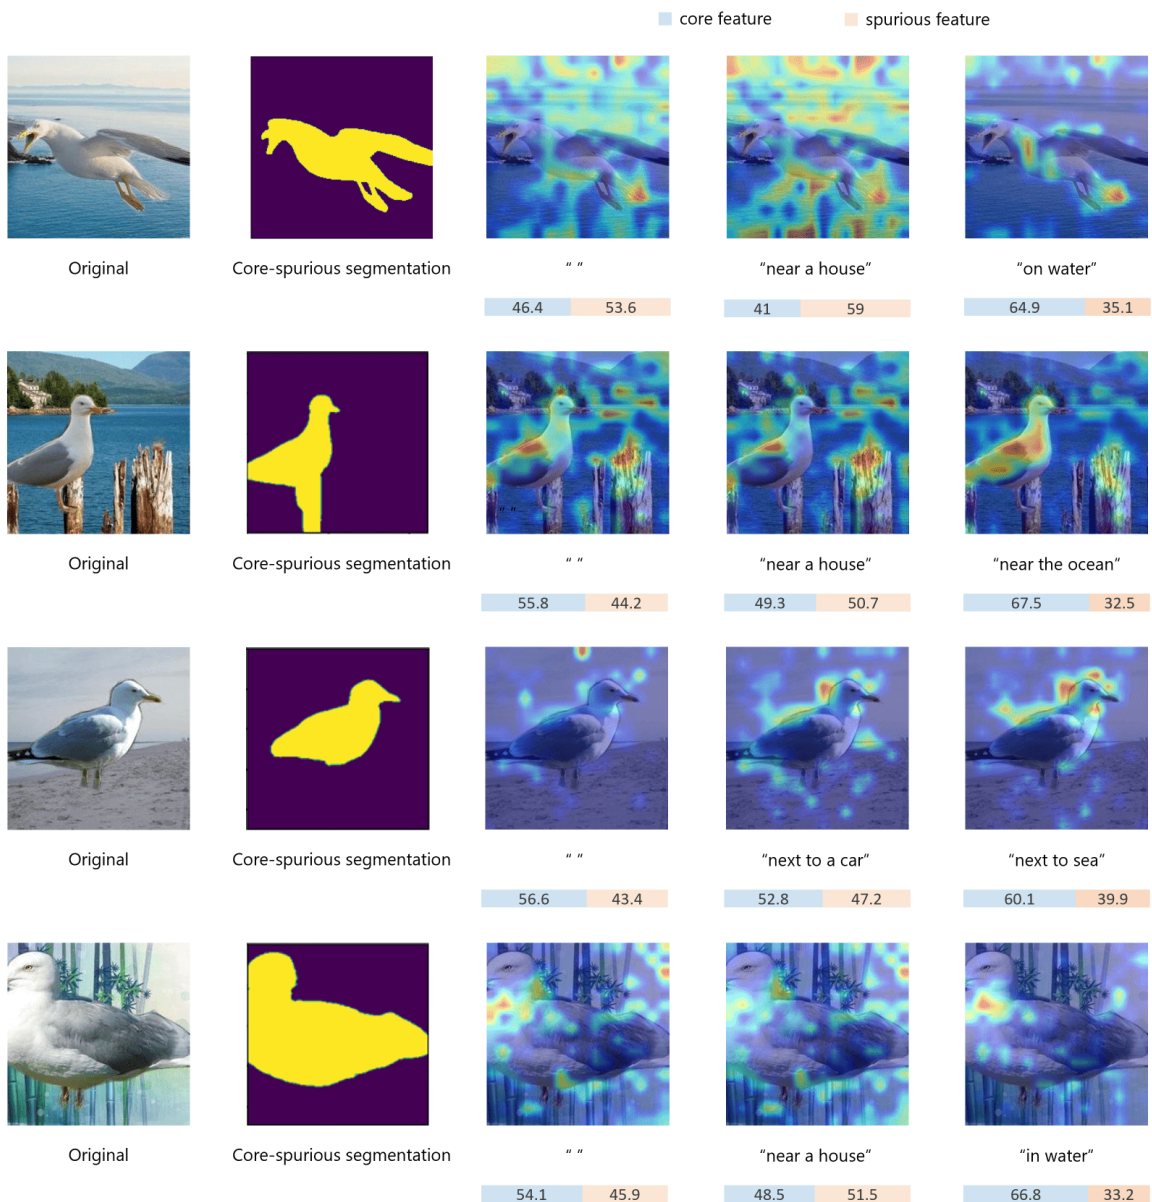 core feature spurious feature
Original Core-spurious segmentation “ ” “near a house” “on water”
46.4 53.6 41 59 64.9 35.1
“ ”
Original Core-spurious segmentation “ ” “near a house” “near the ocean”
55.8 44.2 49.3 50.7 67.5 32.5
Original Core-spurious segmentation “ ” “next to a car” “next to sea”
56.6 43.4 52.8 47.2 60.1 39.9
Original Core-spurious segmentation “ ” “near a house” “in water”
54.1 45.9 48.5 51.5 66.8 33.2